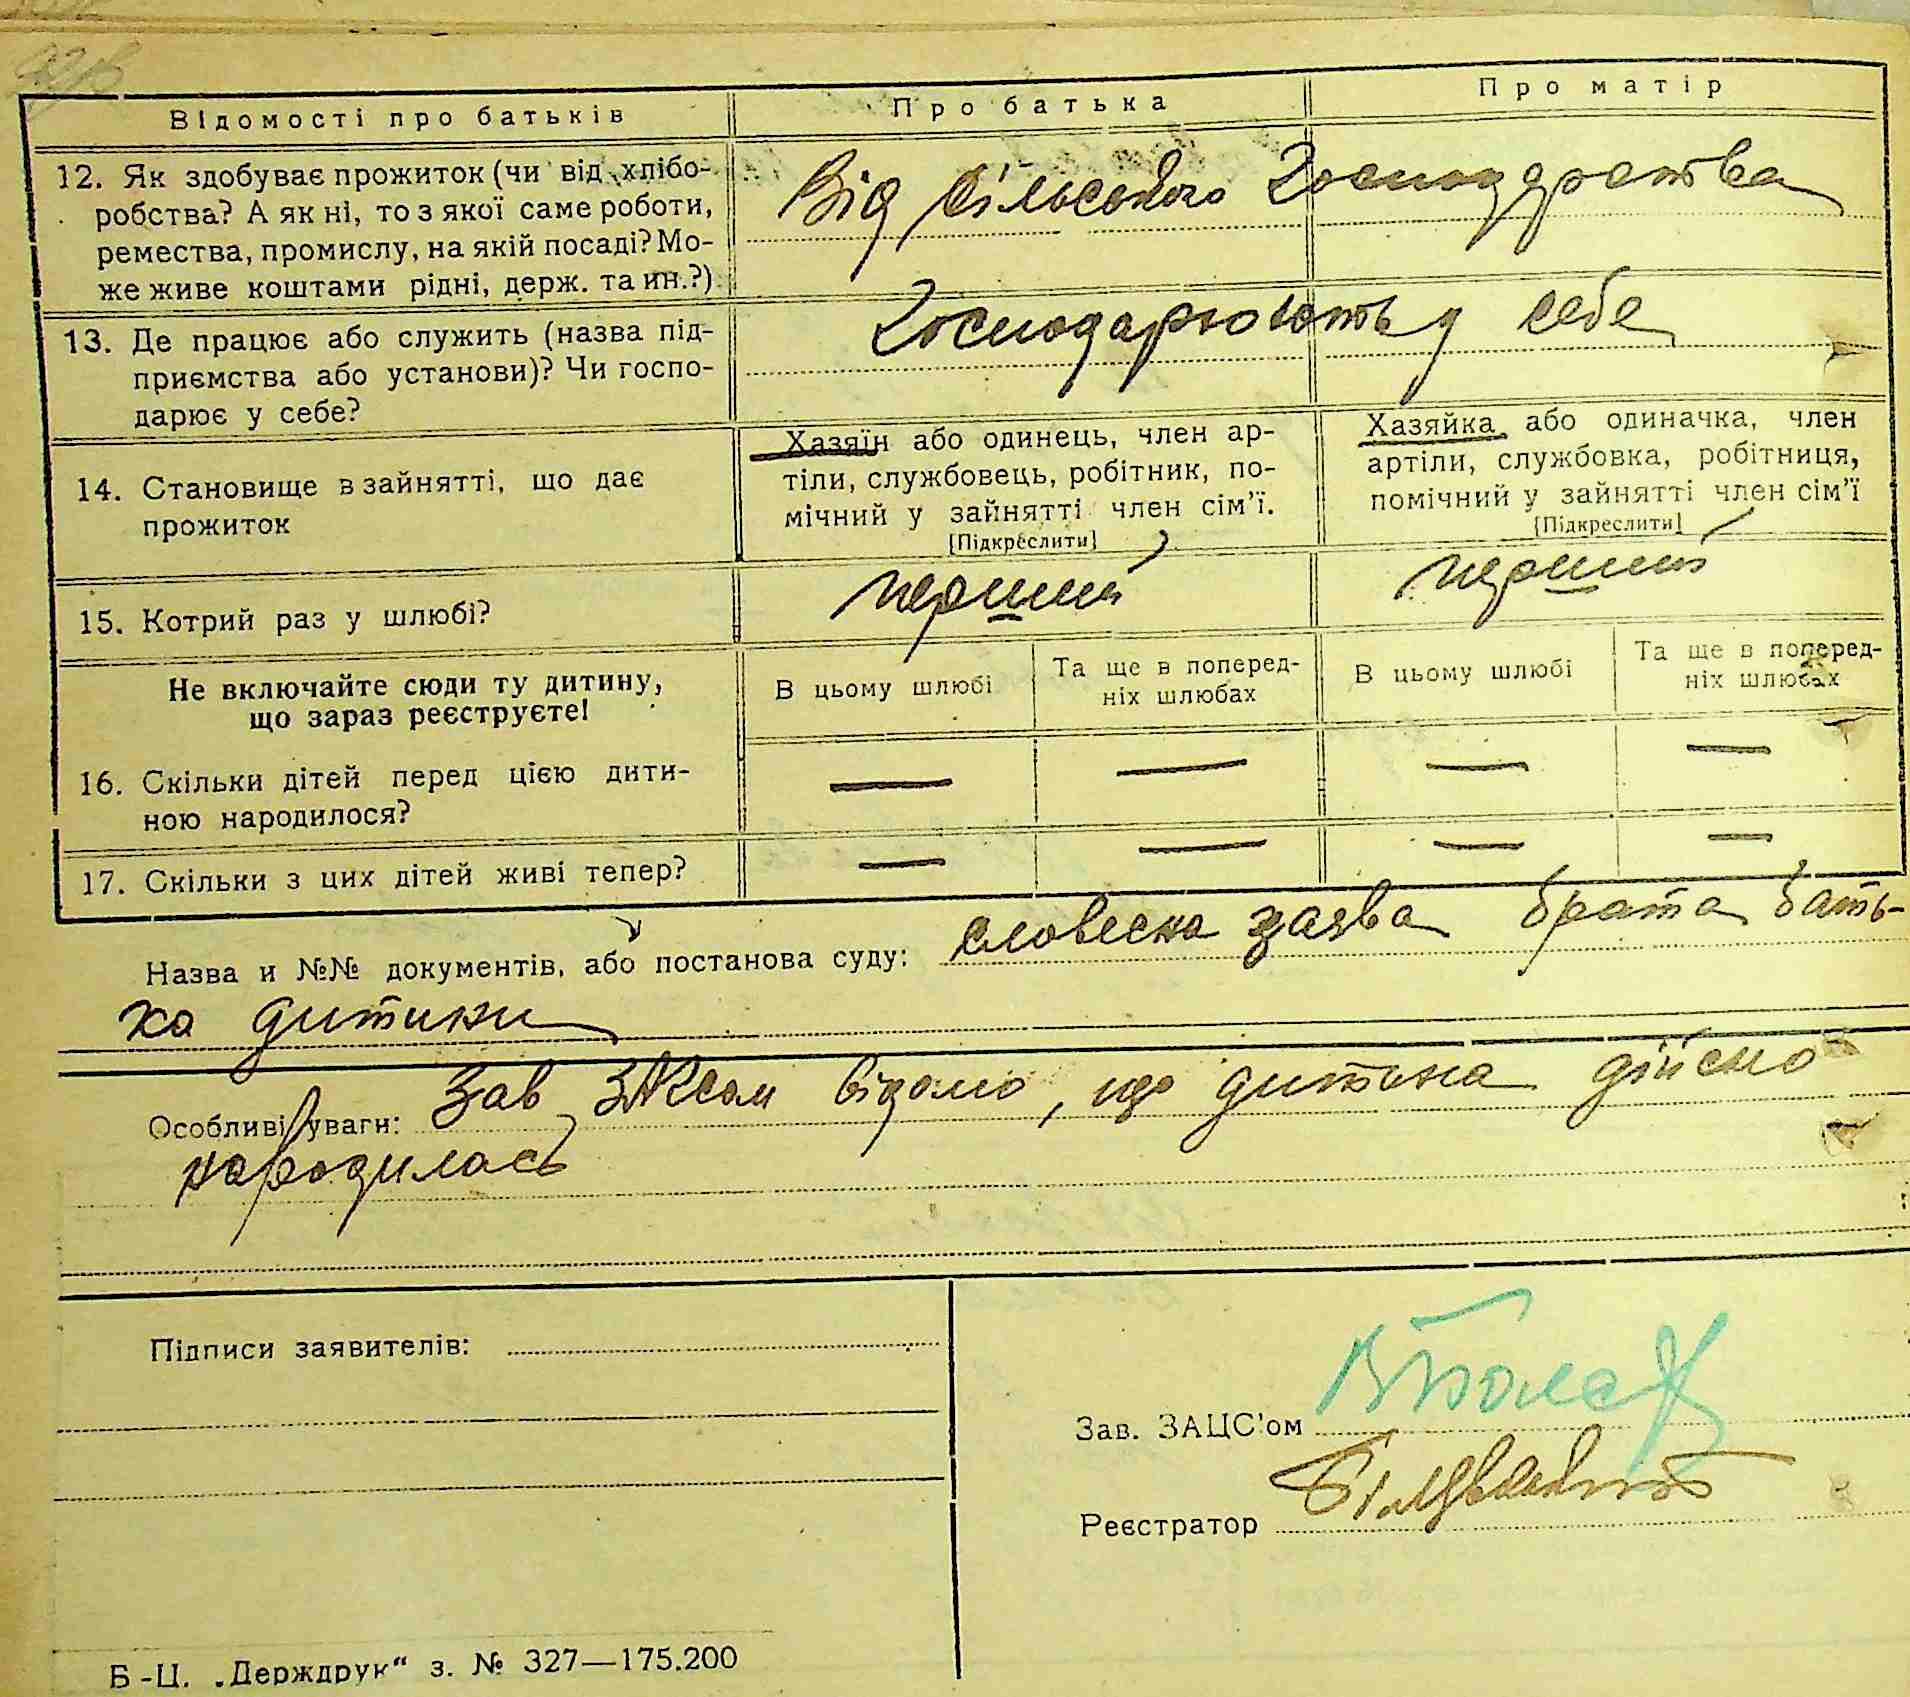 Відомості про батьків
Про батька
Про матір
12. Як здобуває прожиток (чи від хлібо-
робства? А як ні, то з якої саме роботи,
ремества, промислу, на якій посаді? Мо-
же живе коштами рідні, держ. та ин.?)
Від сільського господарства
13. Де працює або служить (назва під-
приємства або установи)? Чи госпо-
дарює у себе?
Господарюють у себе
14. Становище в зайнятті, що дає
прожиток
Хазяїн або одинець, член ар-
тіли, службовець, робітник, по-
мічний у зайнятті член сім'ї.
[Підкреслити]
Хазяйка або одиначка, член
артіли, службовка, робітниця,
помічний у зайнятті член сім'ї
[Підкреслити]
15. Котрий раз у шлюбі?
перший
перший
Не включайте сюди ту дитину,
що зараз реєструєте!
В цьому шлюбі
Та ще в поперед-
ніх шлюбах
В цьому шлюбі
Та ще в поперед-
ніх шлюбах
16. Скільки дітей перед цією дити-
ною народилося?
— — — —
17. Скільки з цих дітей живі тепер?
— — — —
Назва и №№ документів, або постанова суду: словесна заява брата бать-
ка дитини
Особливі уваги: Зав ЗАКсом відомо, що дитина дійсно
народилась
Підписи заявителів:
Зав. ЗАЦС'ом
Реєстратор
Б-Ц. „Держдрук“ з. № 327—175.200